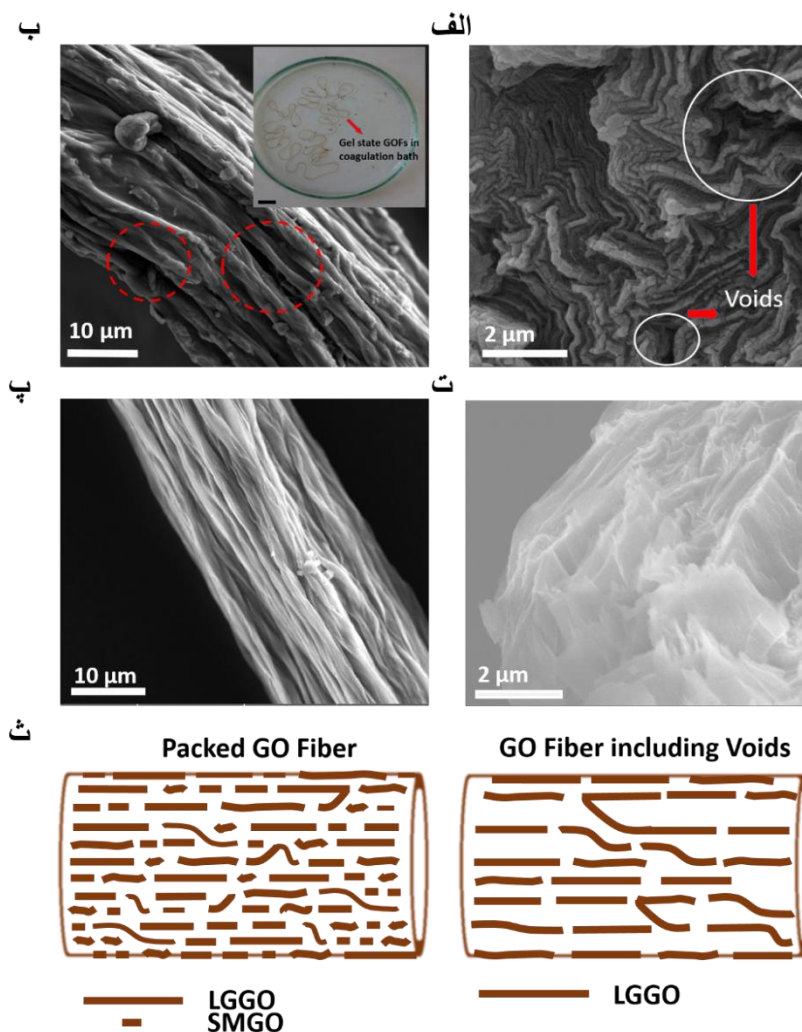 الف
ب
Gel state GOFs in
coagulation bath
10 µm
Voids
2 µm
پ
ت
10 µm
2 µm
ث
Packed GO Fiber
GO Fiber including Voids
LGGO
SMGO
LGGO